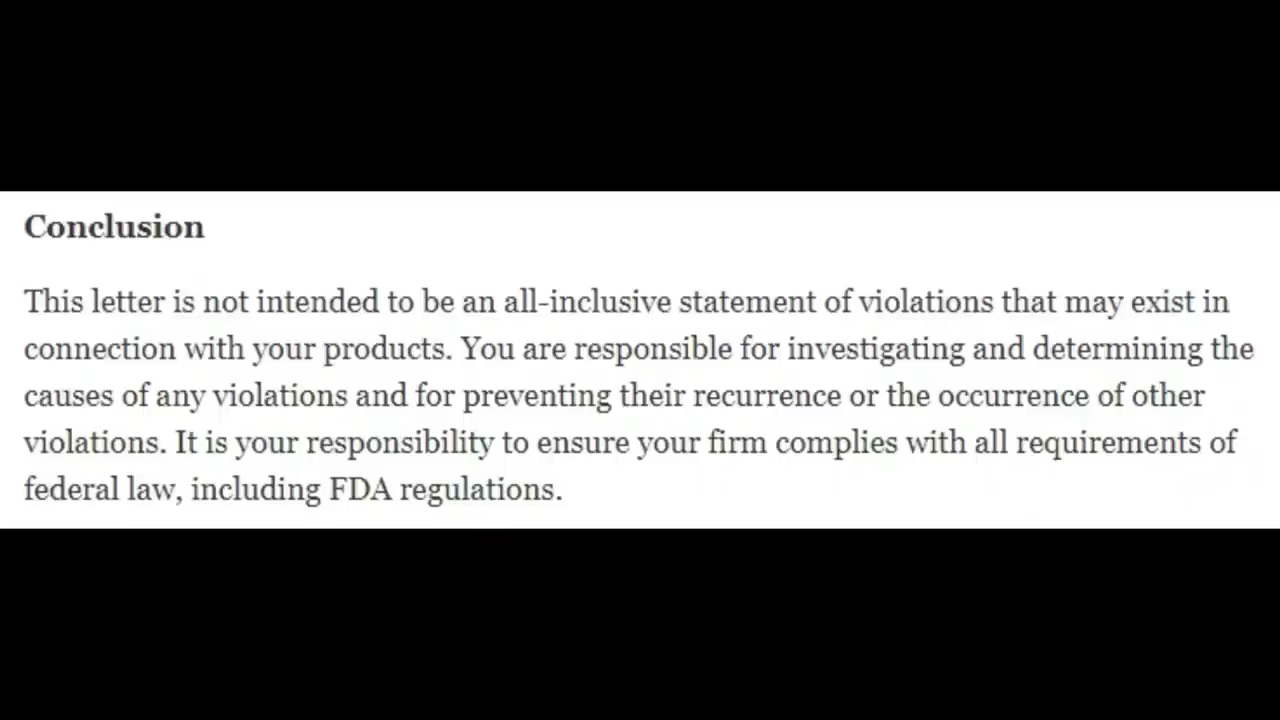 Conclusion
This letter is not intended to be an all-inclusive statement of violations that may exist in
connection with your products. You are responsible for investigating and determining the
causes of any violations and for preventing their recurrence or the occurrence of other
violations. It is your responsibility to ensure your firm complies with all requirements of
federal law, including FDA regulations.